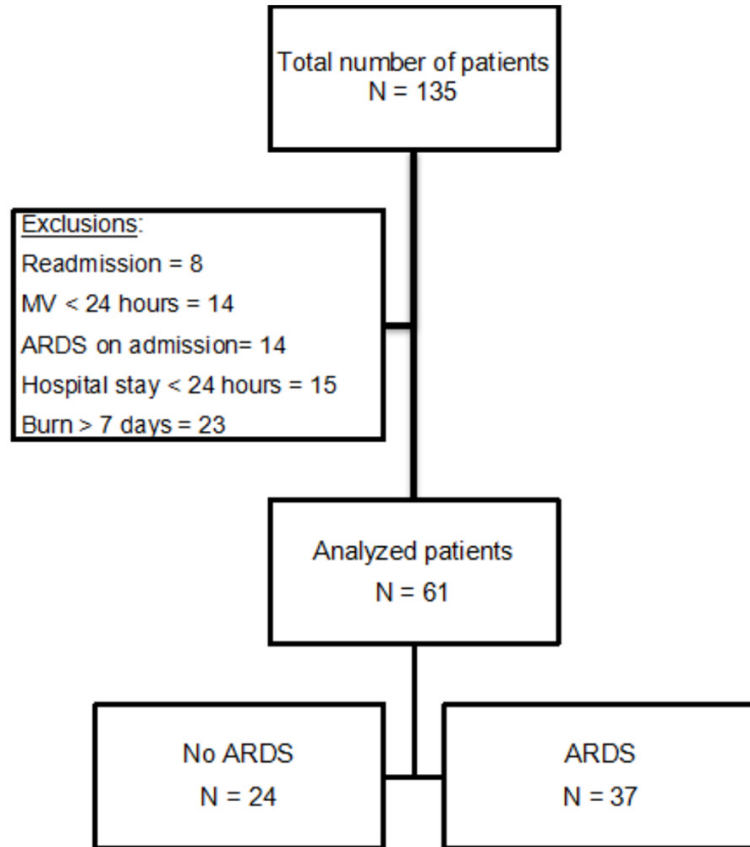 Total number of patients
N = 135
Exclusions:
Readmission = 8
MV < 24 hours = 14
ARDS on admission= 14
Hospital stay < 24 hours = 15
Burn > 7 days = 23
Analyzed patients
N = 61
No ARDS
N = 24
ARDS
N = 37